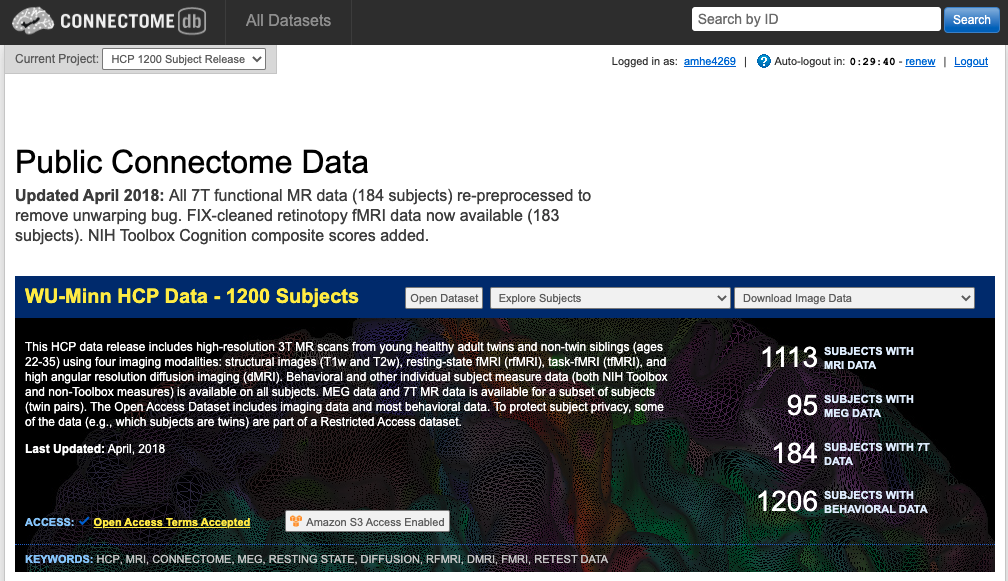 CONNECTOME db
All Datasets
Search by ID
Search
Current Project: HCP 1200 Subject Release
Logged in as: amhe4269 | ? Auto-logout in: 0:29:40 - renew | Logout
Public Connectome Data
Updated April 2018: All 7T functional MR data (184 subjects) re-preprocessed to
remove unwarping bug. FIX-cleaned retinotopy fMRI data now available (183
subjects). NIH Toolbox Cognition composite scores added.
WU-Minn HCP Data - 1200 Subjects
Open Dataset
Explore Subjects
Download Image Data
This HCP data release includes high-resolution 3T MR scans from young healthy adult twins and non-twin siblings (ages
22-35) using four imaging modalities: structural images (T1w and T2w), resting-state fMRI (rfMRI), task-fMRI (tfMRI), and
high angular resolution diffusion imaging (dMRI). Behavioral and other individual subject measure data (both NIH Toolbox
and non-Toolbox measures) is available on all subjects. MEG data and 7T MR data is available for a subset of subjects
(twin pairs). The Open Access Dataset includes imaging data and most behavioral data. To protect subject privacy, some
of the data (e.g., which subjects are twins) are part of a Restricted Access dataset.
Last Updated: April, 2018
1113 SUBJECTS WITH
MRI DATA
95 SUBJECTS WITH
MEG DATA
184 SUBJECTS WITH 7T
DATA
1206 SUBJECTS WITH
BEHAVIORAL DATA
ACCESS: Open Access Terms Accepted
Amazon S3 Access Enabled
KEYWORDS: HCP, MRI, CONNECTOME, MEG, RESTING STATE, DIFFUSION, RFMRI, DMRI, FMRI, RETEST DATA